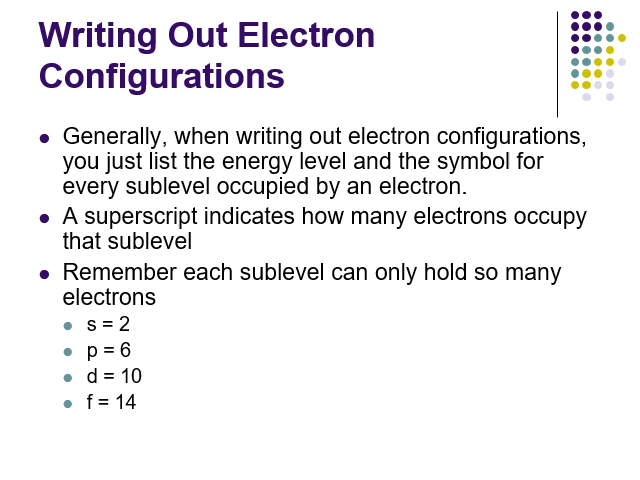 Writing Out Electron
Configurations
Generally, when writing out electron configurations,
you just list the energy level and the symbol for
every sublevel occupied by an electron.
A superscript indicates how many electrons occupy
that sublevel
Remember each sublevel can only hold so many
electrons
s = 2
p = 6
d = 10
f = 14